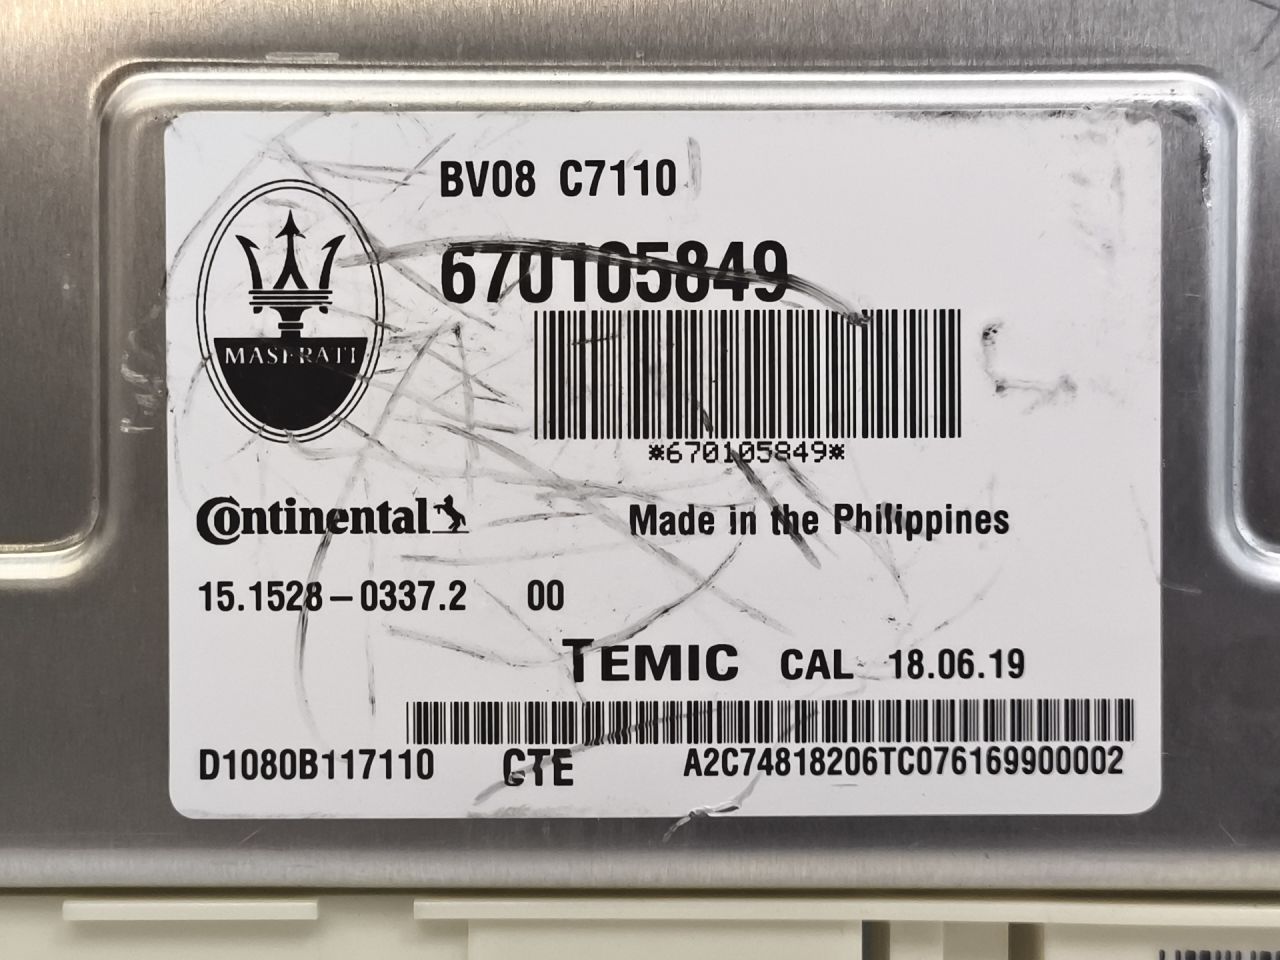 BV08 C7110
670105849
MASERATI
*670105849*
Continental
Made in the Philippines
15.1528-0337.2 00
TEMIC CAL 18.06.19
D1080B117110 CTE A2C74818206TC076169900002